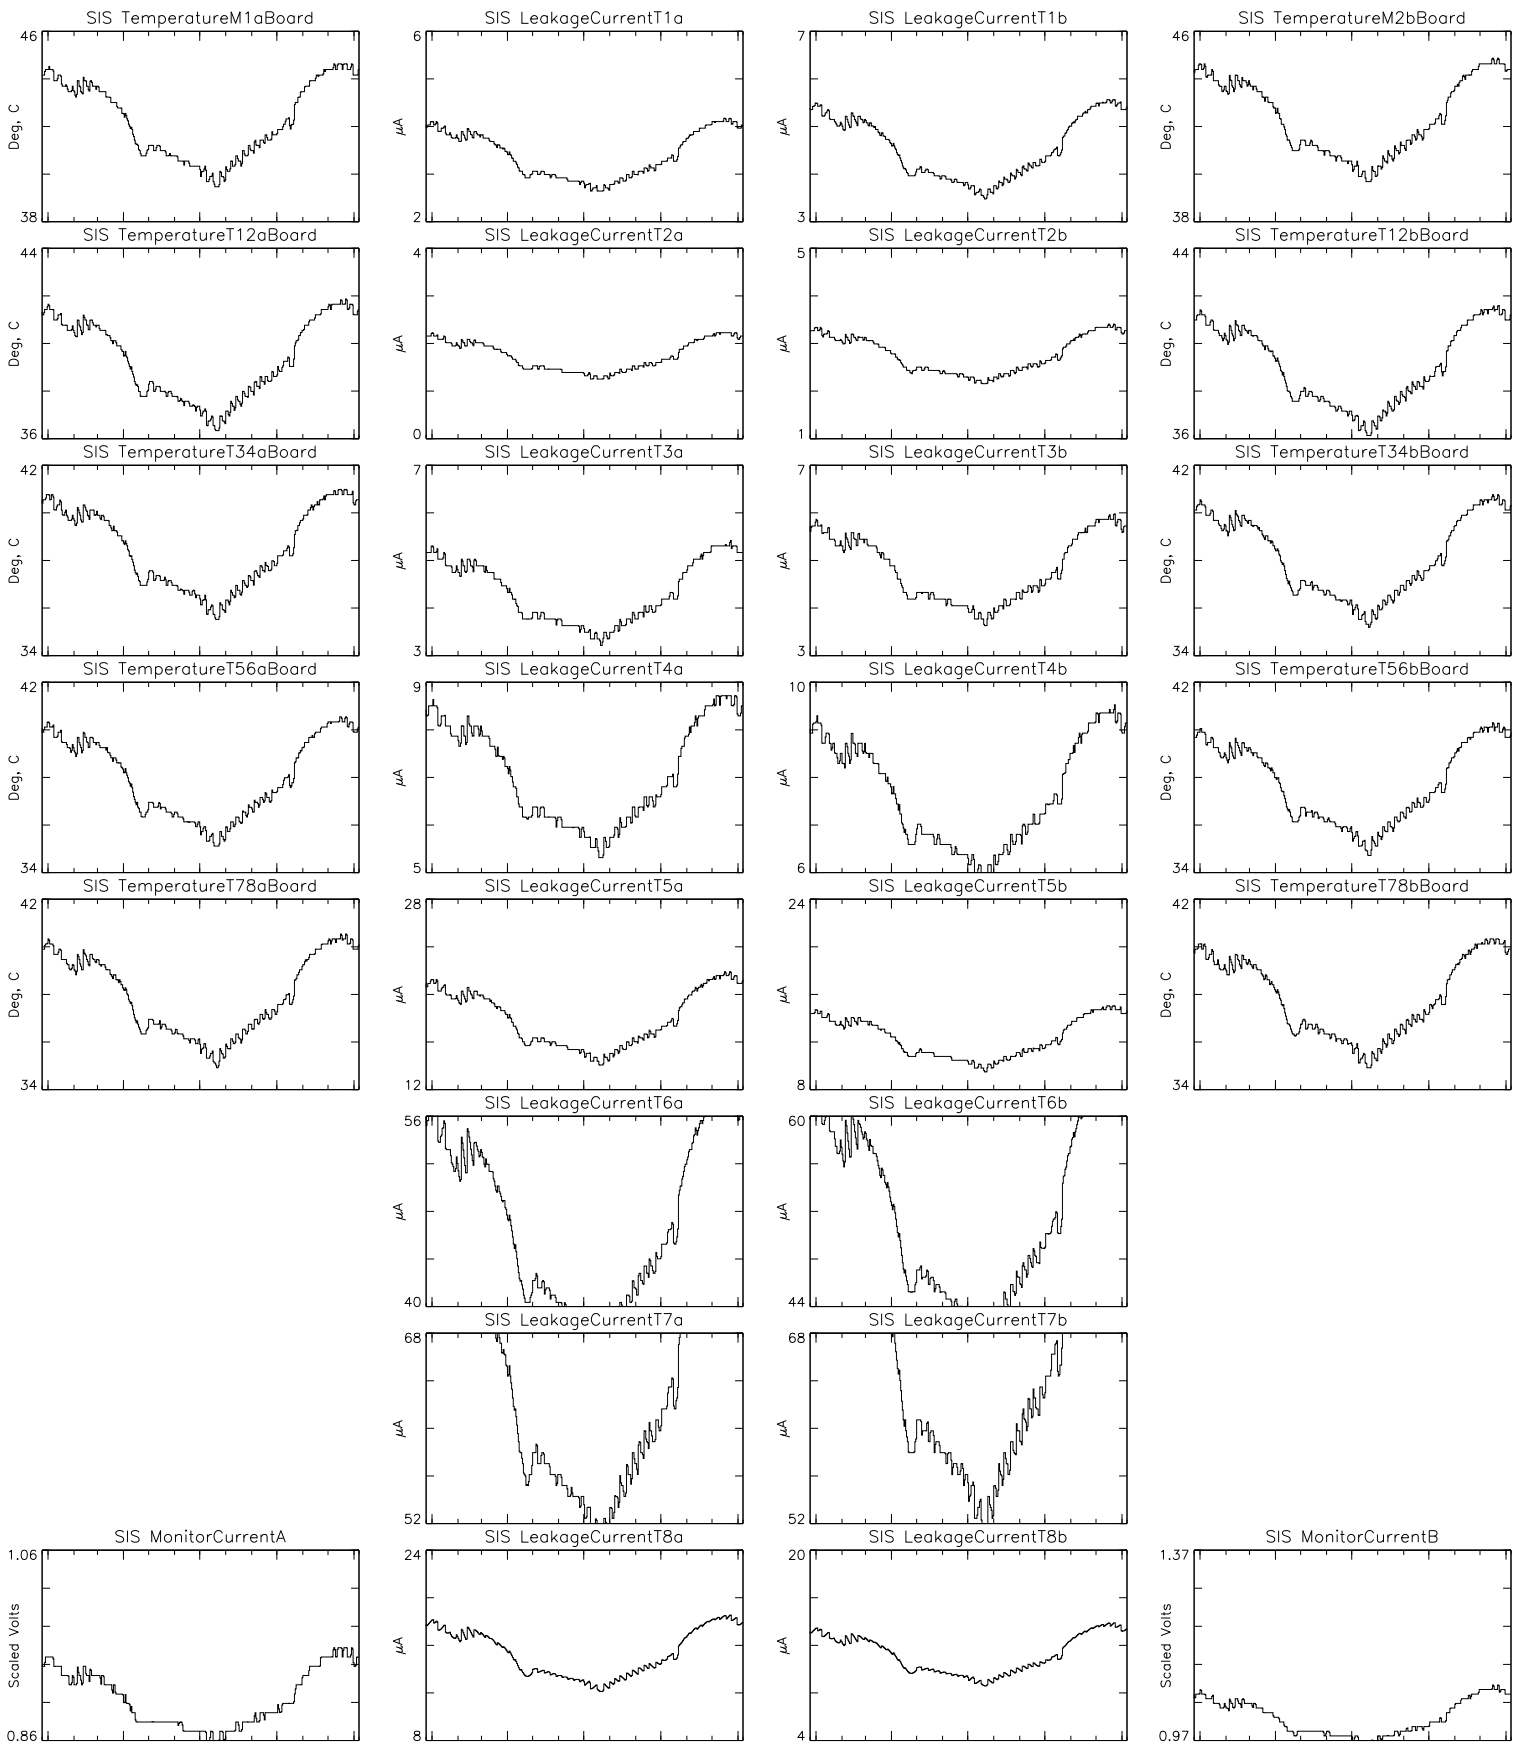 SIS TemperatureM1aBoard
46
Deg, C
38
SIS LeakageCurrentT1a
6
μA
2
SIS LeakageCurrentT1b
7
μA
3
SIS TemperatureM2bBoard
46
Deg, C
38
SIS TemperatureT12aBoard
44
Deg, C
36
SIS LeakageCurrentT2a
4
μA
0
SIS LeakageCurrentT2b
5
μA
1
SIS TemperatureT12bBoard
44
Deg, C
36
SIS TemperatureT34aBoard
42
Deg, C
34
SIS LeakageCurrentT3a
7
μA
3
SIS LeakageCurrentT3b
7
μA
3
SIS TemperatureT34bBoard
42
Deg, C
34
SIS TemperatureT56aBoard
42
Deg, C
34
SIS LeakageCurrentT4a
9
μA
5
SIS LeakageCurrentT4b
10
μA
6
SIS TemperatureT56bBoard
42
Deg, C
34
SIS TemperatureT78aBoard
42
Deg, C
34
SIS LeakageCurrentT5a
28
μA
12
SIS LeakageCurrentT5b
24
μA
8
SIS TemperatureT78bBoard
42
Deg, C
34
SIS LeakageCurrentT6a
56
μA
40
SIS LeakageCurrentT6b
60
μA
44
SIS LeakageCurrentT7a
68
μA
52
SIS LeakageCurrentT7b
68
μA
52
SIS MonitorCurrentA
1.06
Scaled Volts
0.86
SIS LeakageCurrentT8a
24
μA
8
SIS LeakageCurrentT8b
20
μA
4
SIS MonitorCurrentB
1.37
Scaled Volts
0.97